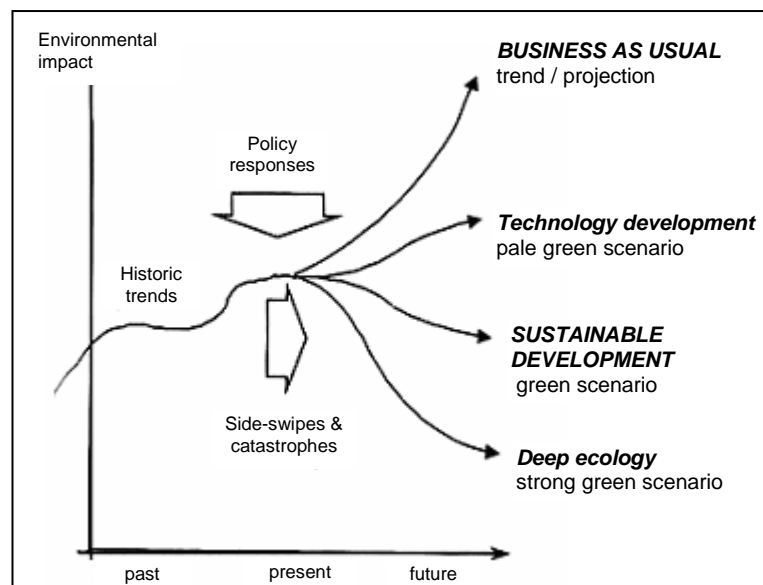 Environmental
impact
BUSINESS AS USUAL
trend / projection
Policy
responses
Technology development
pale green scenario
Historic
trends
SUSTAINABLE
DEVELOPMENT
green scenario
Side-swipes &
catastrophes
Deep ecology
strong green scenario
past
present
future